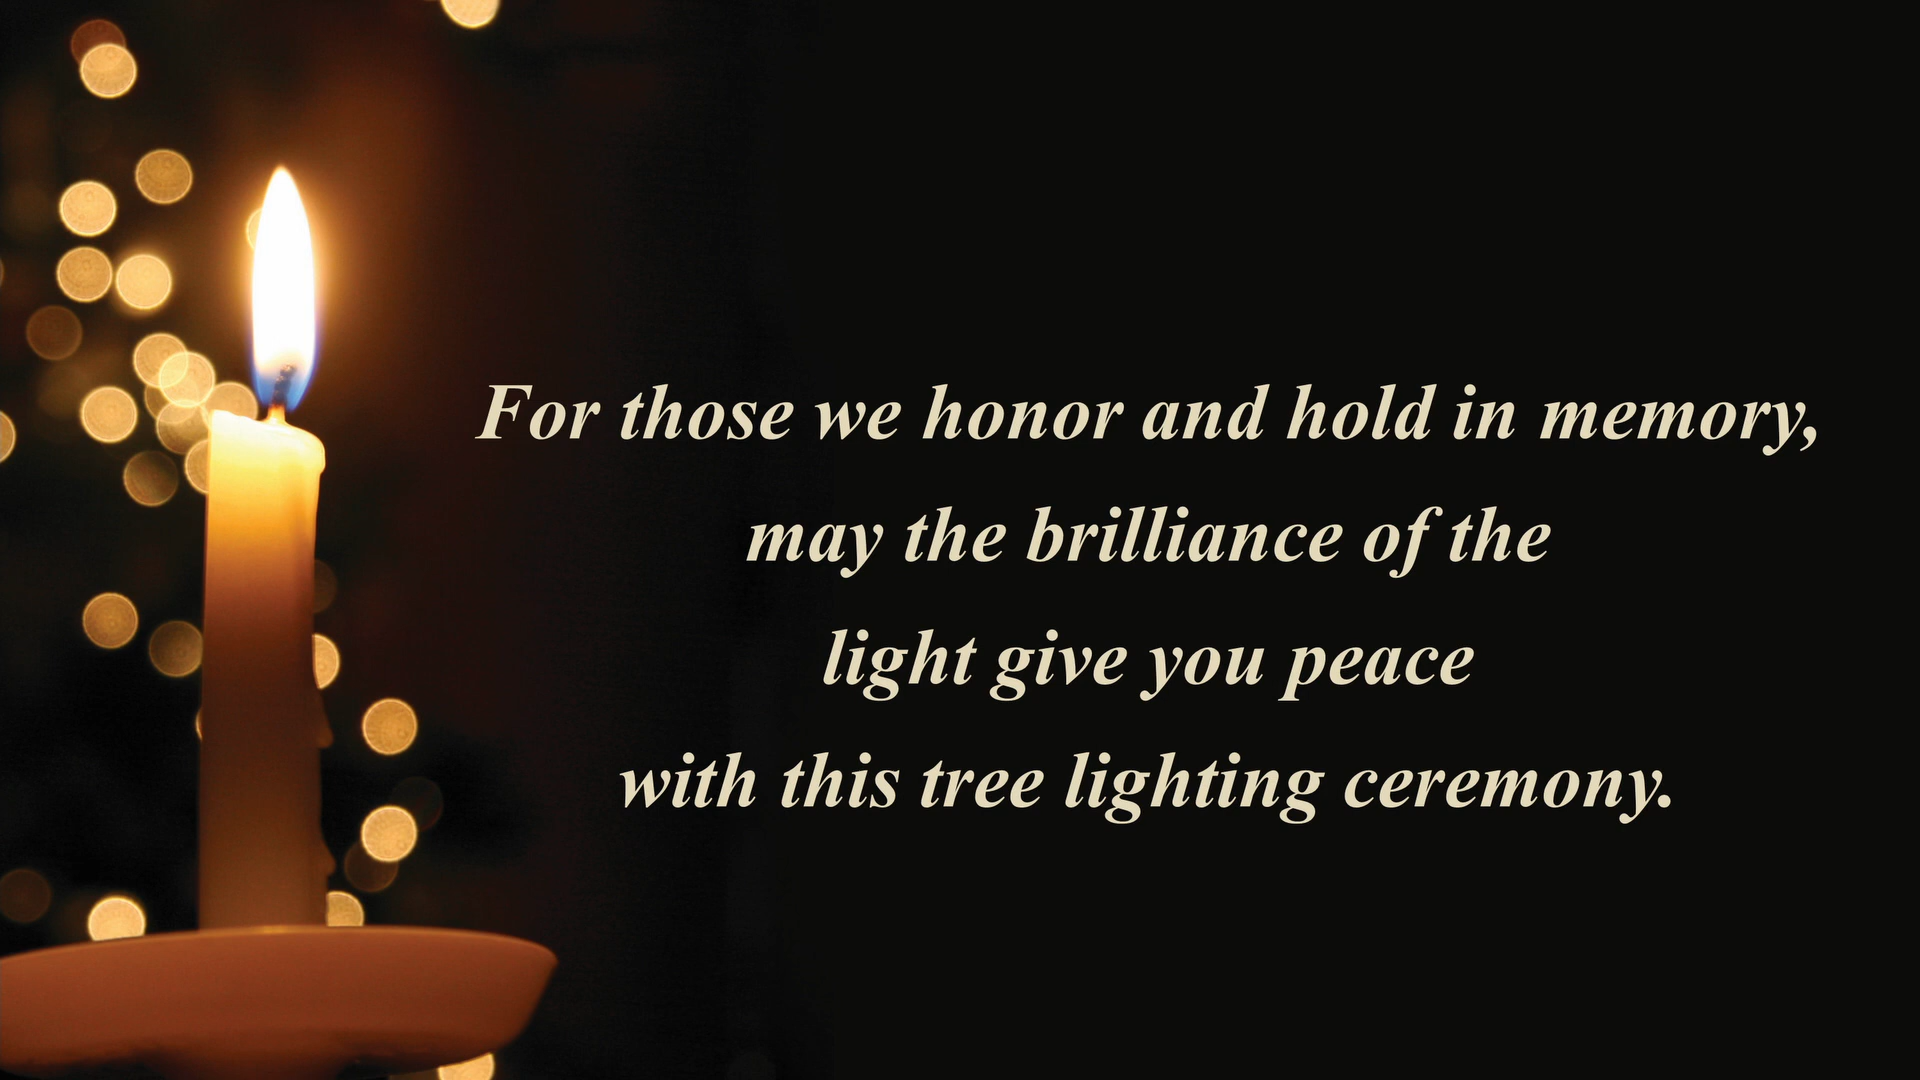 For those we honor and hold in memory,
may the brilliance of the
light give you peace
with this tree lighting ceremony.